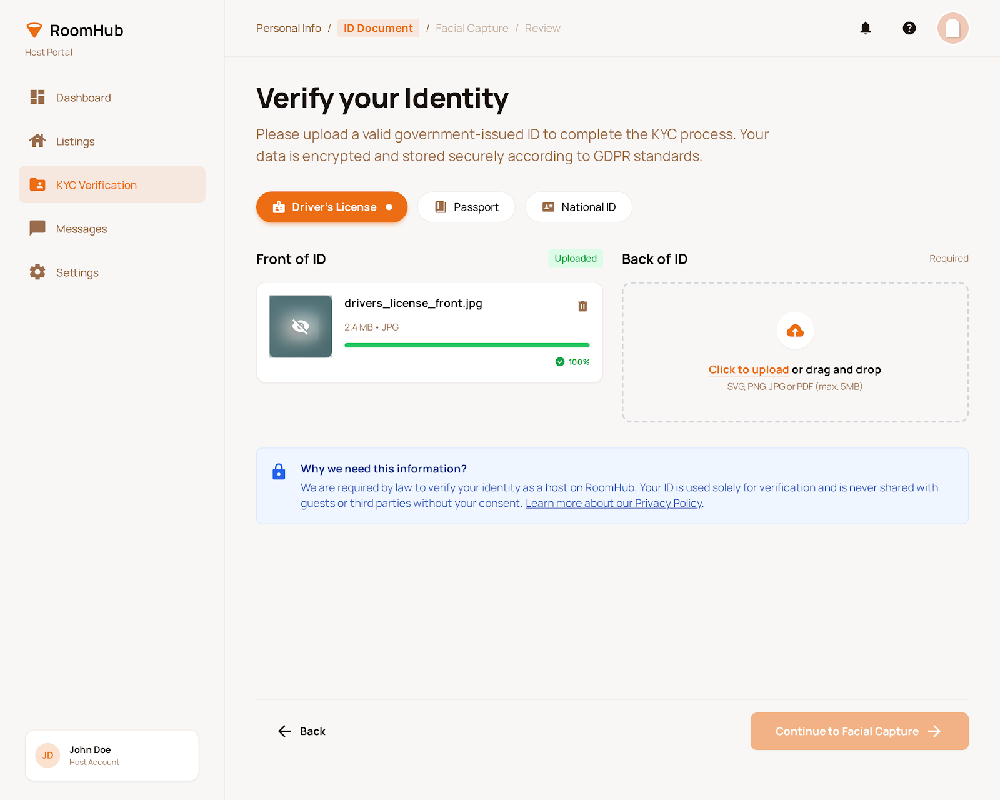 RoomHub
Host Portal
Dashboard
Listings
KYC Verification
Messages
Settings
JD
John Doe
Host Account
Personal Info / ID Document / Facial Capture / Review
Verify your Identity
Please upload a valid government-issued ID to complete the KYC process. Your
data is encrypted and stored securely according to GDPR standards.
Driver's License
Passport
National ID
Front of ID
Uploaded
drivers_license_front.jpg
2.4 MB • JPG
100%
Back of ID
Required
Click to upload or drag and drop
SVG, PNG, JPG or PDF (max. 5MB)
Why we need this information?
We are required by law to verify your identity as a host on RoomHub. Your ID is used solely for verification and is never shared with
guests or third parties without your consent. Learn more about our Privacy Policy.
Back
Continue to Facial Capture